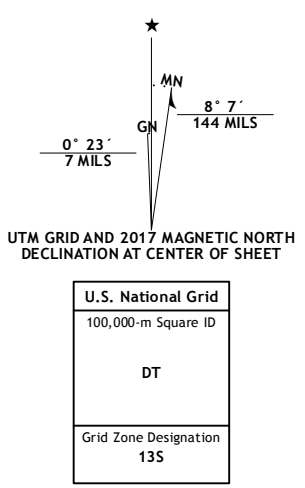 ★
MN
GN
8° 7´
144 MILS
0° 23´
7 MILS
UTM GRID AND 2017 MAGNETIC NORTH
DECLINATION AT CENTER OF SHEET
U.S. National Grid
100,000-m Square ID
DT
Grid Zone Designation
13S